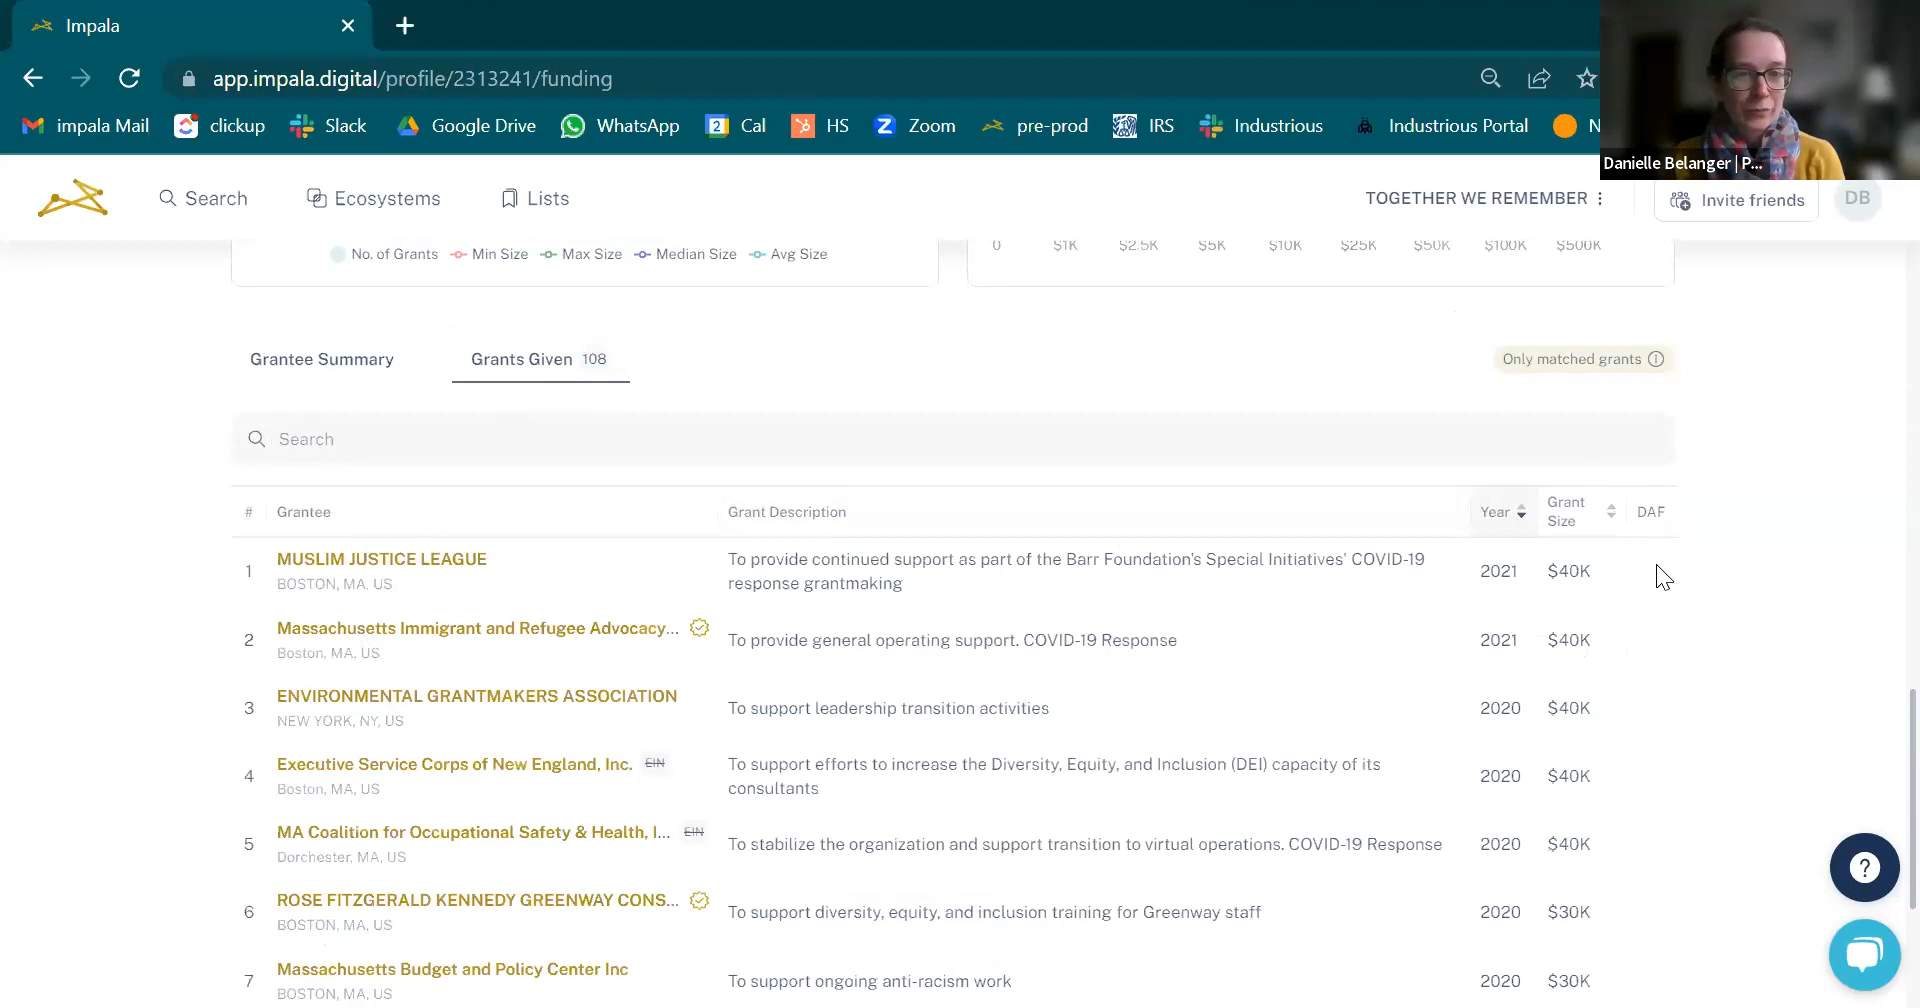 Impala
app.impala.digital/profile/2313241/funding
impala Mail clickup Slack Google Drive WhatsApp 2 Cal HS Zoom pre-prod IRS Industrious Industrious Portal N
Danielle Belanger | P...
Search Ecosystems Lists TOGETHER WE REMEMBER Invite friends DB
0 $1K $2.5K $5K $10K $25K $50K $100K $500K
No. of Grants Min Size Max Size Median Size Avg Size
Grantee Summary Grants Given 108 Only matched grants
Search
# Grantee Grant Description Year Grant Size DAF
1 MUSLIM JUSTICE LEAGUE To provide continued support as part of the Barr Foundation's Special Initiatives' COVID-19 2021 $40K
BOSTON, MA. US response grantmaking
2 Massachusetts Immigrant and Refugee Advocacy... To provide general operating support. COVID-19 Response 2021 $40K
Boston, MA, US
3 ENVIRONMENTAL GRANTMAKERS ASSOCIATION To support leadership transition activities 2020 $40K
NEW YORK, NY, US
4 Executive Service Corps of New England, Inc. EIN To support efforts to increase the Diversity, Equity, and Inclusion (DEI) capacity of its 2020 $40K
Boston, MA, US consultants
5 MA Coalition for Occupational Safety & Health, I... EIN To stabilize the organization and support transition to virtual operations. COVID-19 Response 2020 $40K
Dorchester, MA, US
6 ROSE FITZGERALD KENNEDY GREENWAY CONS... To support diversity, equity, and inclusion training for Greenway staff 2020 $30K
BOSTON, MA, US
7 Massachusetts Budget and Policy Center Inc To support ongoing anti-racism work 2020 $30K
BOSTON, MA, US